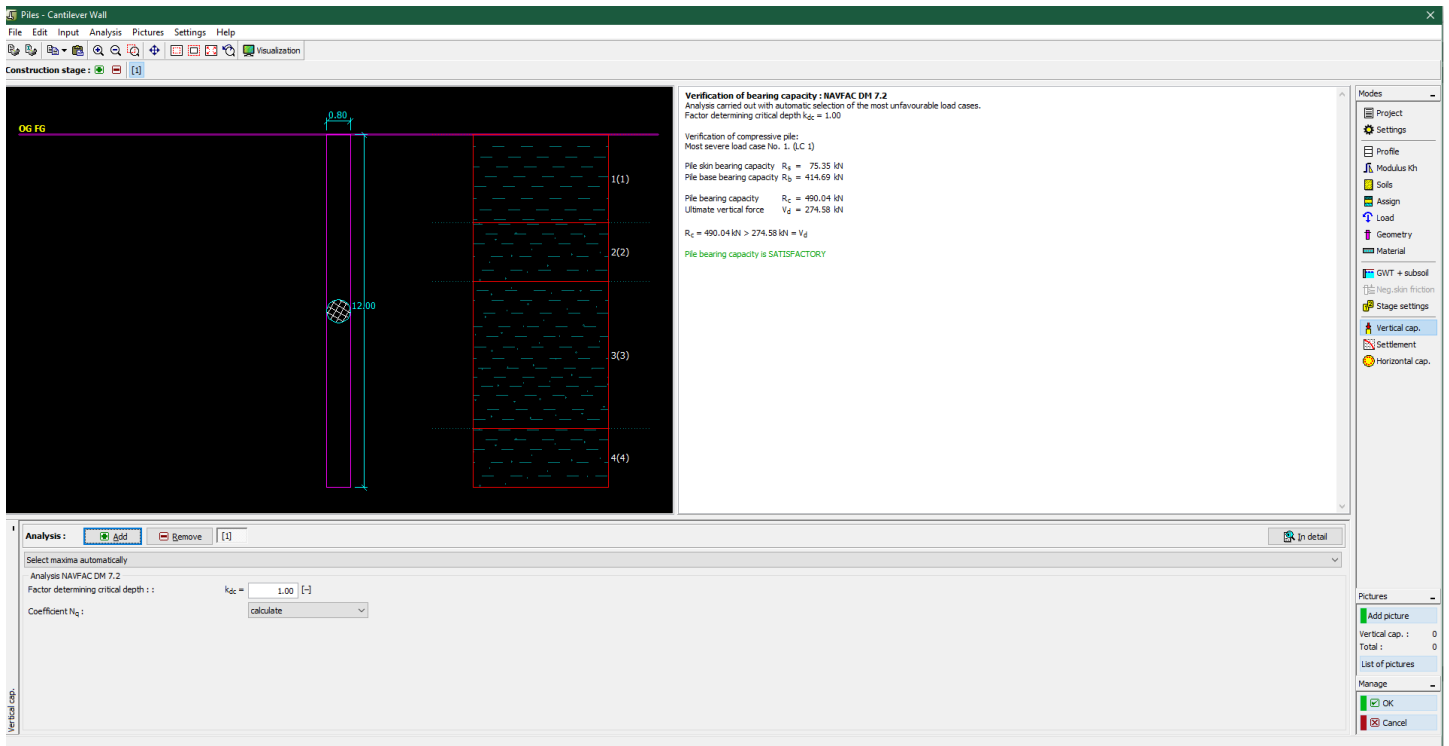 Piles - Cantilever Wall
File Edit Input Analysis Pictures Settings Help
Visualization
Construction stage : [1]
OG FG
0.80
12.00
1(1)
2(2)
3(3)
4(4)
Verification of bearing capacity : NAVFAC DM 7.2
Analysis carried out with automatic selection of the most unfavourable load cases.
Factor determining critical depth kdc = 1.00
Verification of compressive pile:
Most severe load case No. 1. (LC 1)
Pile skin bearing capacity Rs = 75.35 kN
Pile base bearing capacity Rb = 414.69 kN
Pile bearing capacity Rc = 490.04 kN
Ultimate vertical force Vd = 274.58 kN
Rc = 490.04 kN > 274.58 kN = Vd
Pile bearing capacity is SATISFACTORY
Modes
Project
Settings
Profile
Modulus Kh
Soils
Assign
Load
Geometry
Material
GWT + subsoil
Neg.skin friction
Stage settings
Vertical cap.
Settlement
Horizontal cap.
Analysis : Add Remove [1] In detail
Select maxima automatically
Analysis NAVFAC DM 7.2
Factor determining critical depth : : kdc = 1.00 [-]
Coefficient Nq : calculate
Vertical cap.
Pictures
Add picture
Vertical cap. : 0
Total : 0
List of pictures
Manage
OK
Cancel